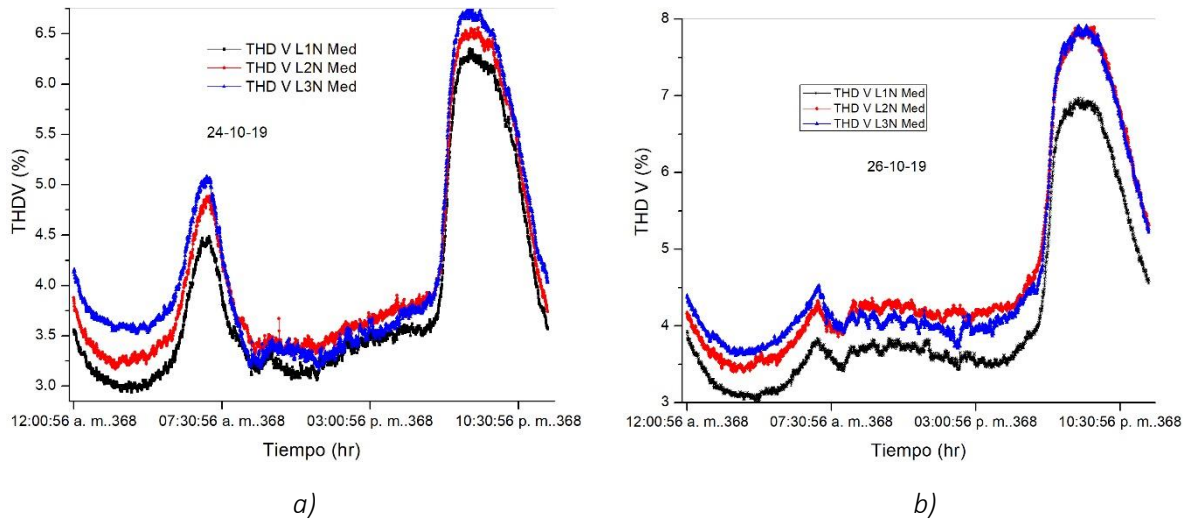 6.5
6.0
5.5
5.0
4.5
4.0
3.5
3.0
THDV (%)
THD V L1N Med
THD V L2N Med
THD V L3N Med
24-10-19
12:00:56 a. m..368
07:30:56 a. m..368
03:00:56 p. m..368
10:30:56 p. m..368
Tiempo (hr)
a)
8
7
6
5
4
3
THD V (%)
THD V L1N Med
THD V L2N Med
THD V L3N Med
26-10-19
12:00:56 a. m..368
07:30:56 a. m..368
03:00:56 p. m..368
10:30:56 p. m..368
Tiempo (hr)
b)